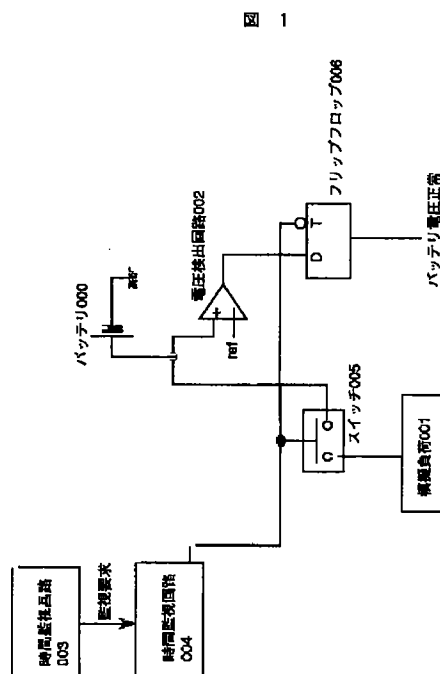 図 1
バッテリ000
電圧検出回路002
+
ref
フリップフロップ006
D
T
バッテリ電圧正常
スイッチ005
模擬負荷001
時間監視回路
003
監視要求
時間監視回路
004